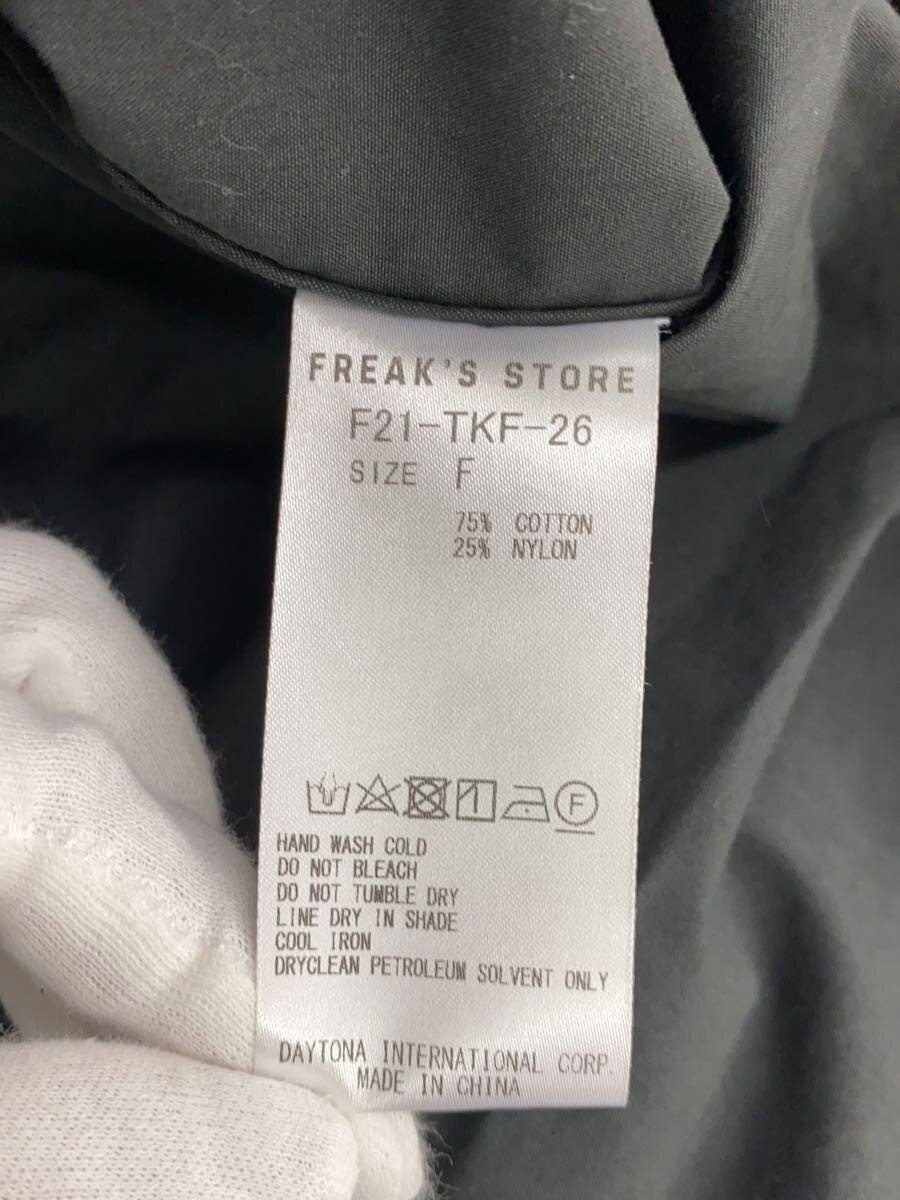 FREAK'S STORE
F21-TKF-26
SIZE F
75% COTTON
25% NYLON
F
HAND WASH COLD
DO NOT BLEACH
DO NOT TUMBLE DRY
LINE DRY IN SHADE
COOL IRON
DRYCLEAN PETROLEUM SOLVENT ONLY
DAYTONA INTERNATIONAL CORP.
MADE IN CHINA